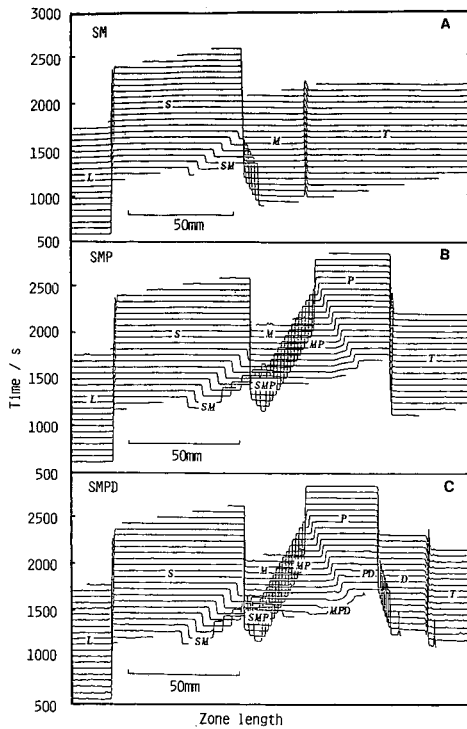 SM
A
3000
2500
2000
1500
1000
500
S
M
T
L
SM
50mm
SMP
B
2500
2000
1500
1000
500
P
S
M
MP
L
SMP
T
SM
50mm
Time / s
SMPD
C
2500
2000
1500
1000
500
P
S
M
MP
PD
D
T
L
SMP
MPD
SM
50mm
Zone length